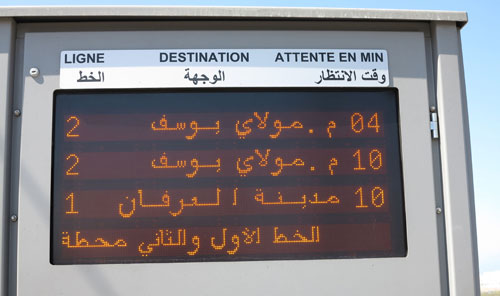 LIGNE DESTINATION ATTENTE EN MIN
الخط الوجهة وقت الانتظار
2 م .مولاي يوسف 04
2 م .مولاي يوسف 10
1 مدينة العرفان 10
الخط الاول والثاني محطة